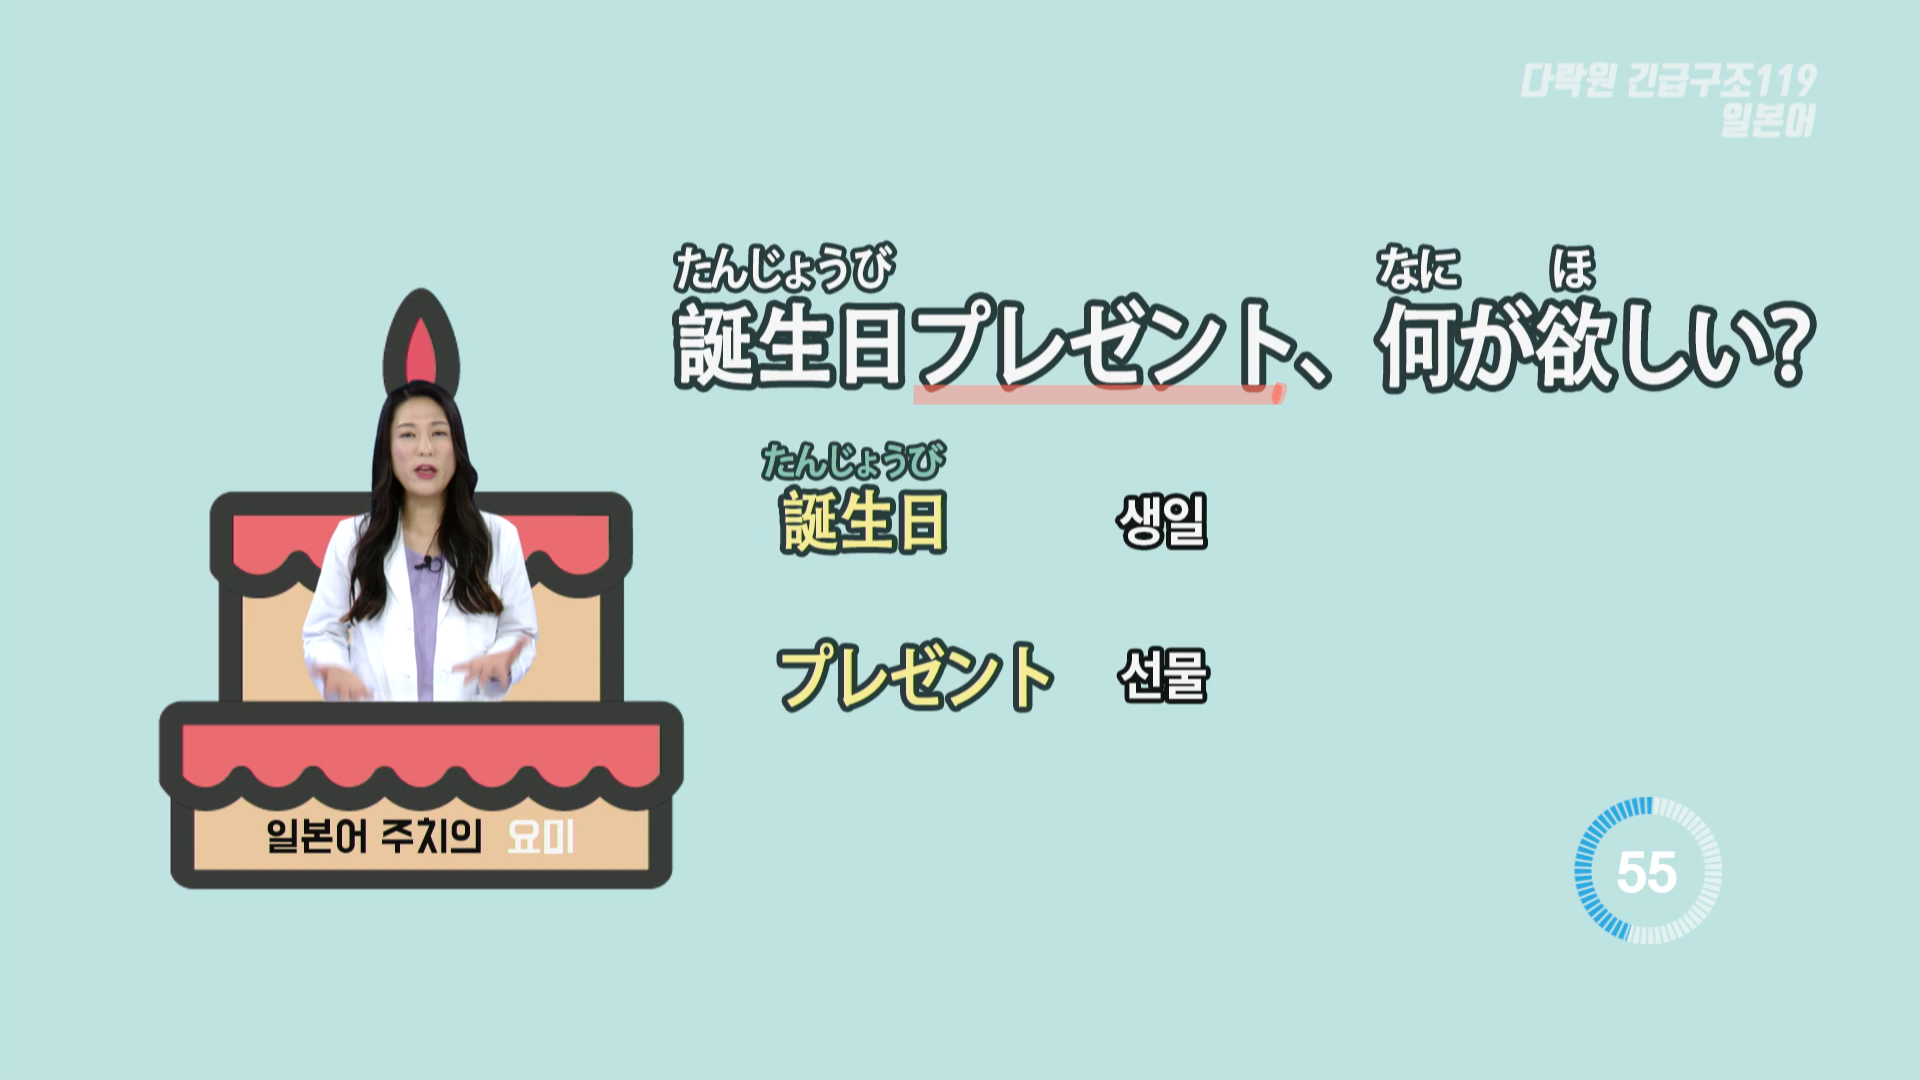 다락원 긴급구조119
일본어
たんじょうび なに ほ
誕生日プレゼント、何が欲しい?
たんじょうび
誕生日 생일
プレゼント 선물
일본어 주치의 요미
55